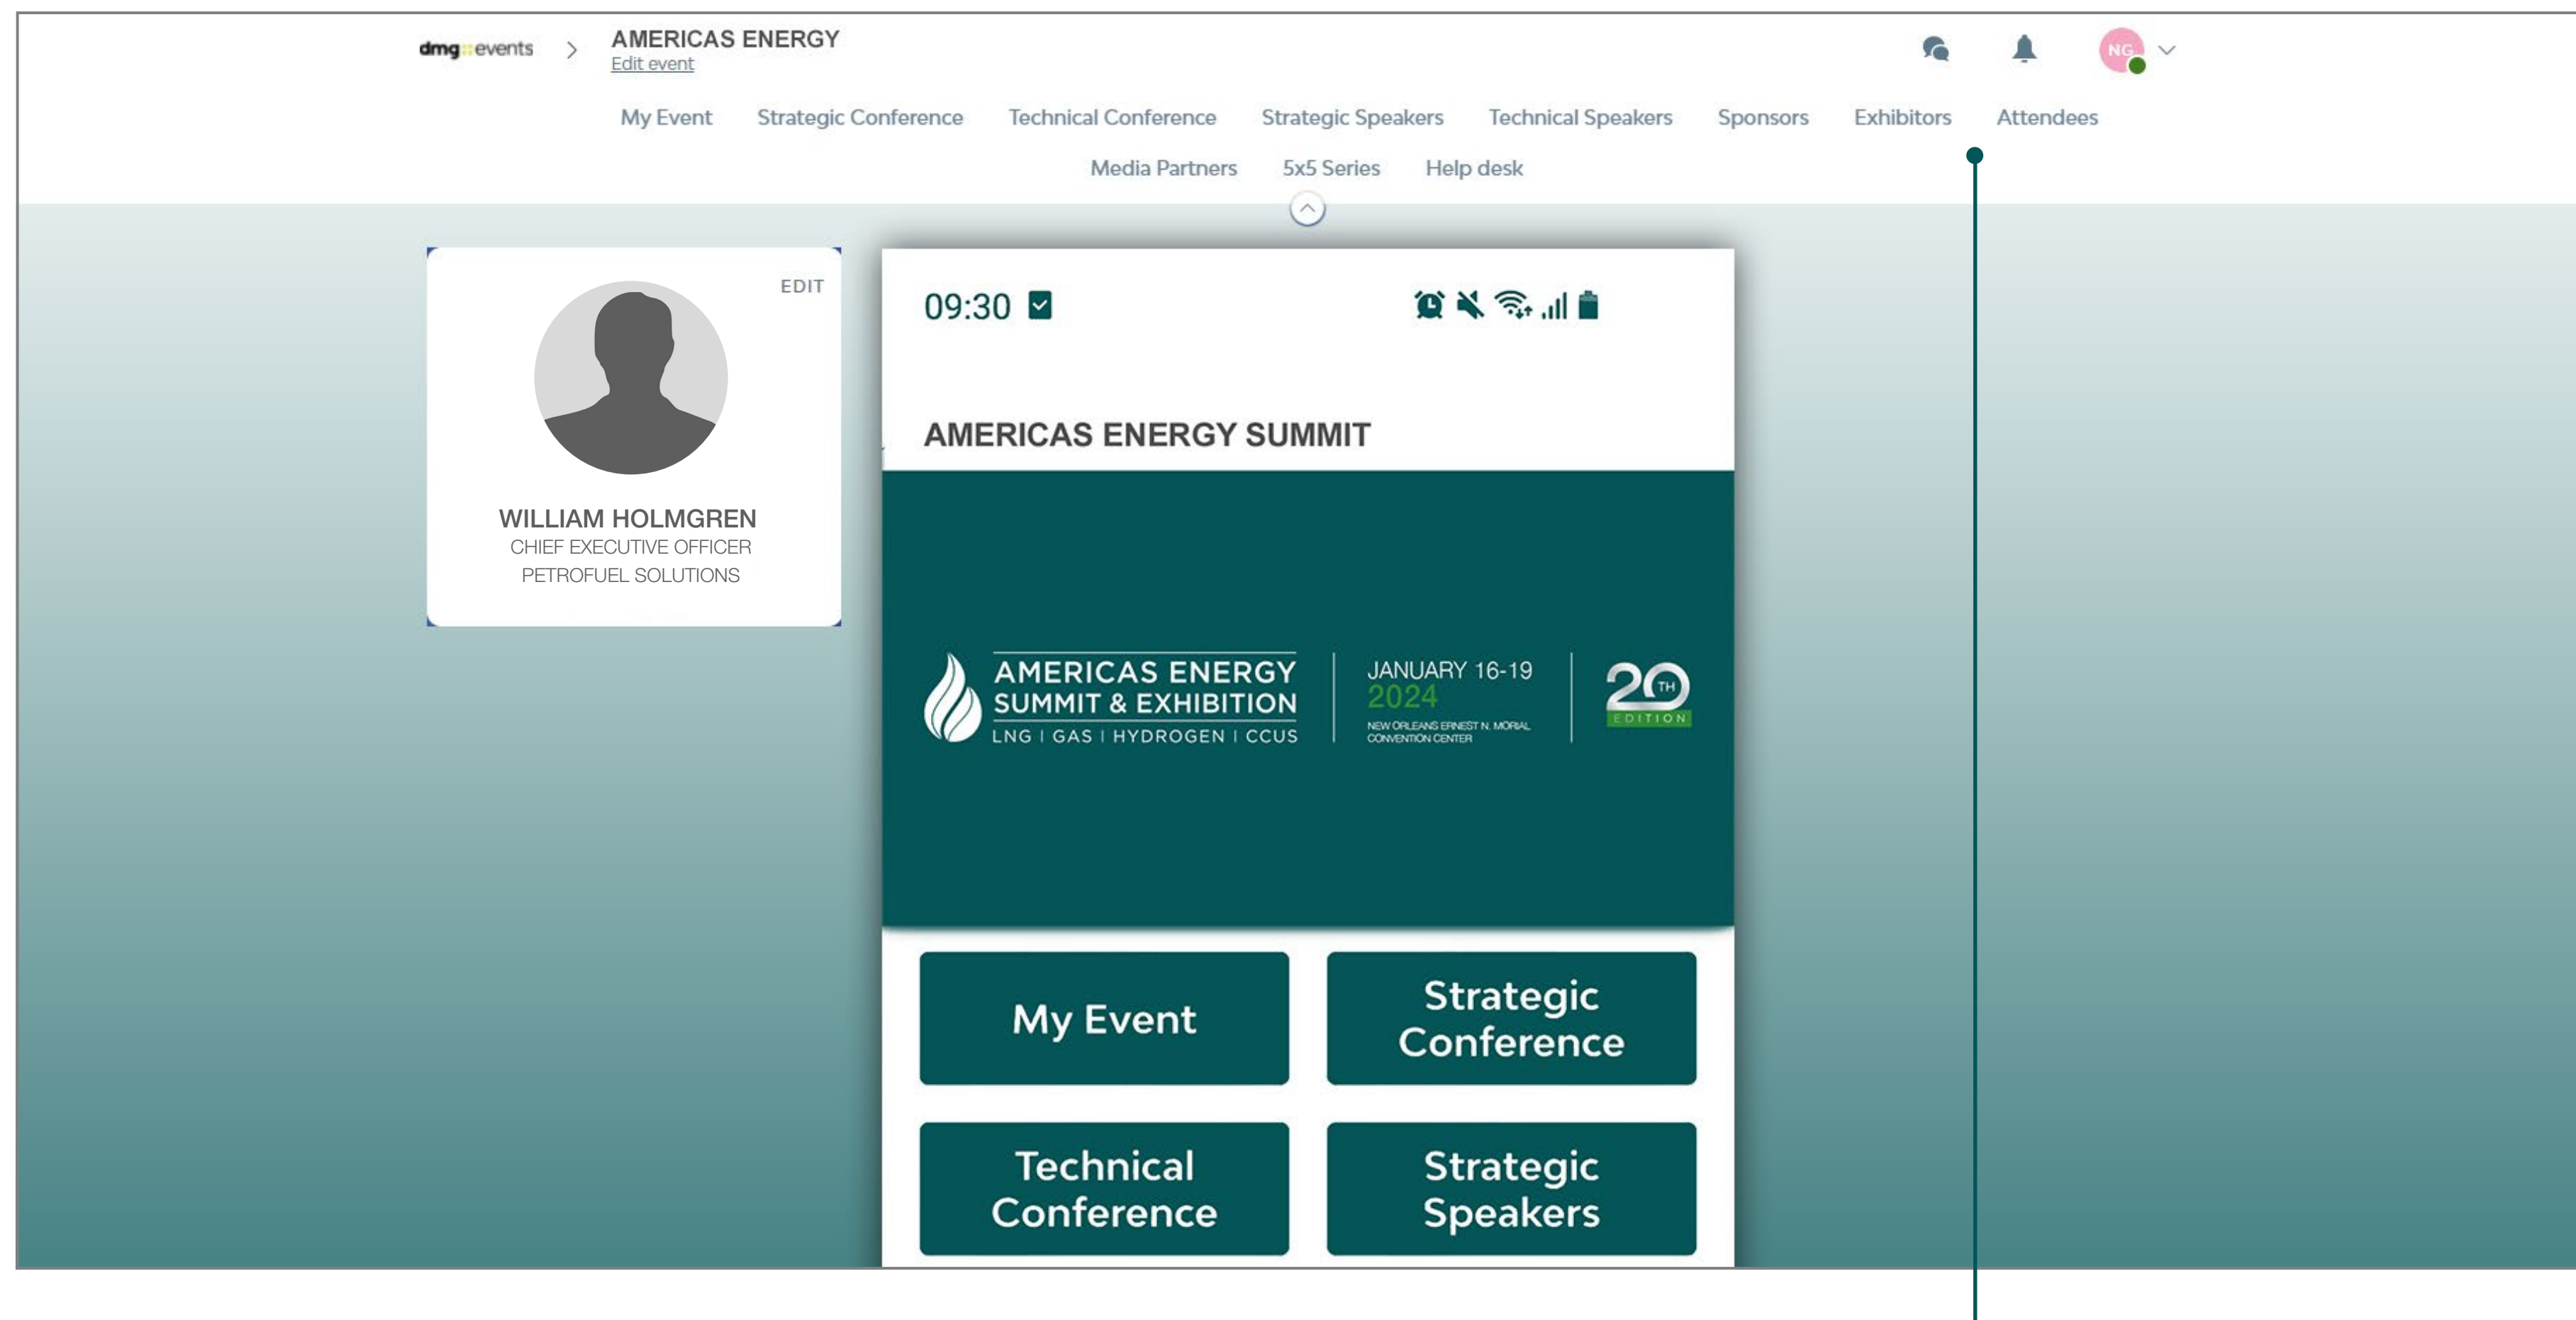 dmg::events > AMERICAS ENERGY
Edit event
NG
My Event Strategic Conference Technical Conference Strategic Speakers Technical Speakers Sponsors Exhibitors Attendees
Media Partners 5x5 Series Help desk
EDIT
WILLIAM HOLMGREN
CHIEF EXECUTIVE OFFICER
PETROFUEL SOLUTIONS
09:30
AMERICAS ENERGY SUMMIT
AMERICAS ENERGY
SUMMIT & EXHIBITION
LNG | GAS | HYDROGEN | CCUS
JANUARY 16-19
2024
NEW ORLEANS ERNEST N. MORIAL
CONVENTION CENTER
20TH
EDITION
My Event
Strategic
Conference
Technical
Conference
Strategic
Speakers